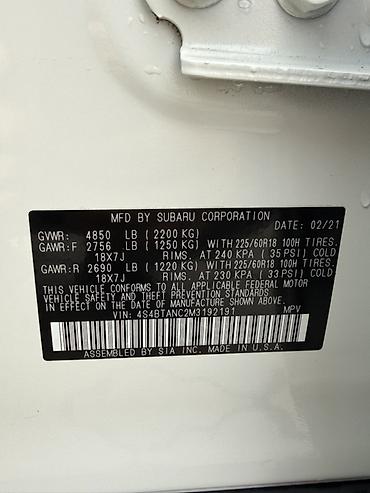 MFD BY SUBARU CORPORATION
DATE: 02/21
GVWR: 4850 LB (2200 KG)
GAWR:F 2756 LB (1250 KG) WITH 225/60R18 100H TIRES.
18X7J RIMS. AT 240 KPA (35 PSI) COLD
GAWR:R 2690 LB (1220 KG) WITH 225/60R18 100H TIRES.
18X7J RIMS. AT 230 KPA (33 PSI) COLD
THIS VEHICLE CONFORMS TO ALL APPLICABLE FEDERAL MOTOR
VEHICLE SAFETY, BUMPER, AND THEFT PREVENTION STANDARDS
IN EFFECT ON THE DATE OF MANUFACTURE SHOWN ABOVE.
VIN: 4S4BTANC2M3192191 MPV
ASSEMBLED BY SIA INC. MADE IN U.S.A.